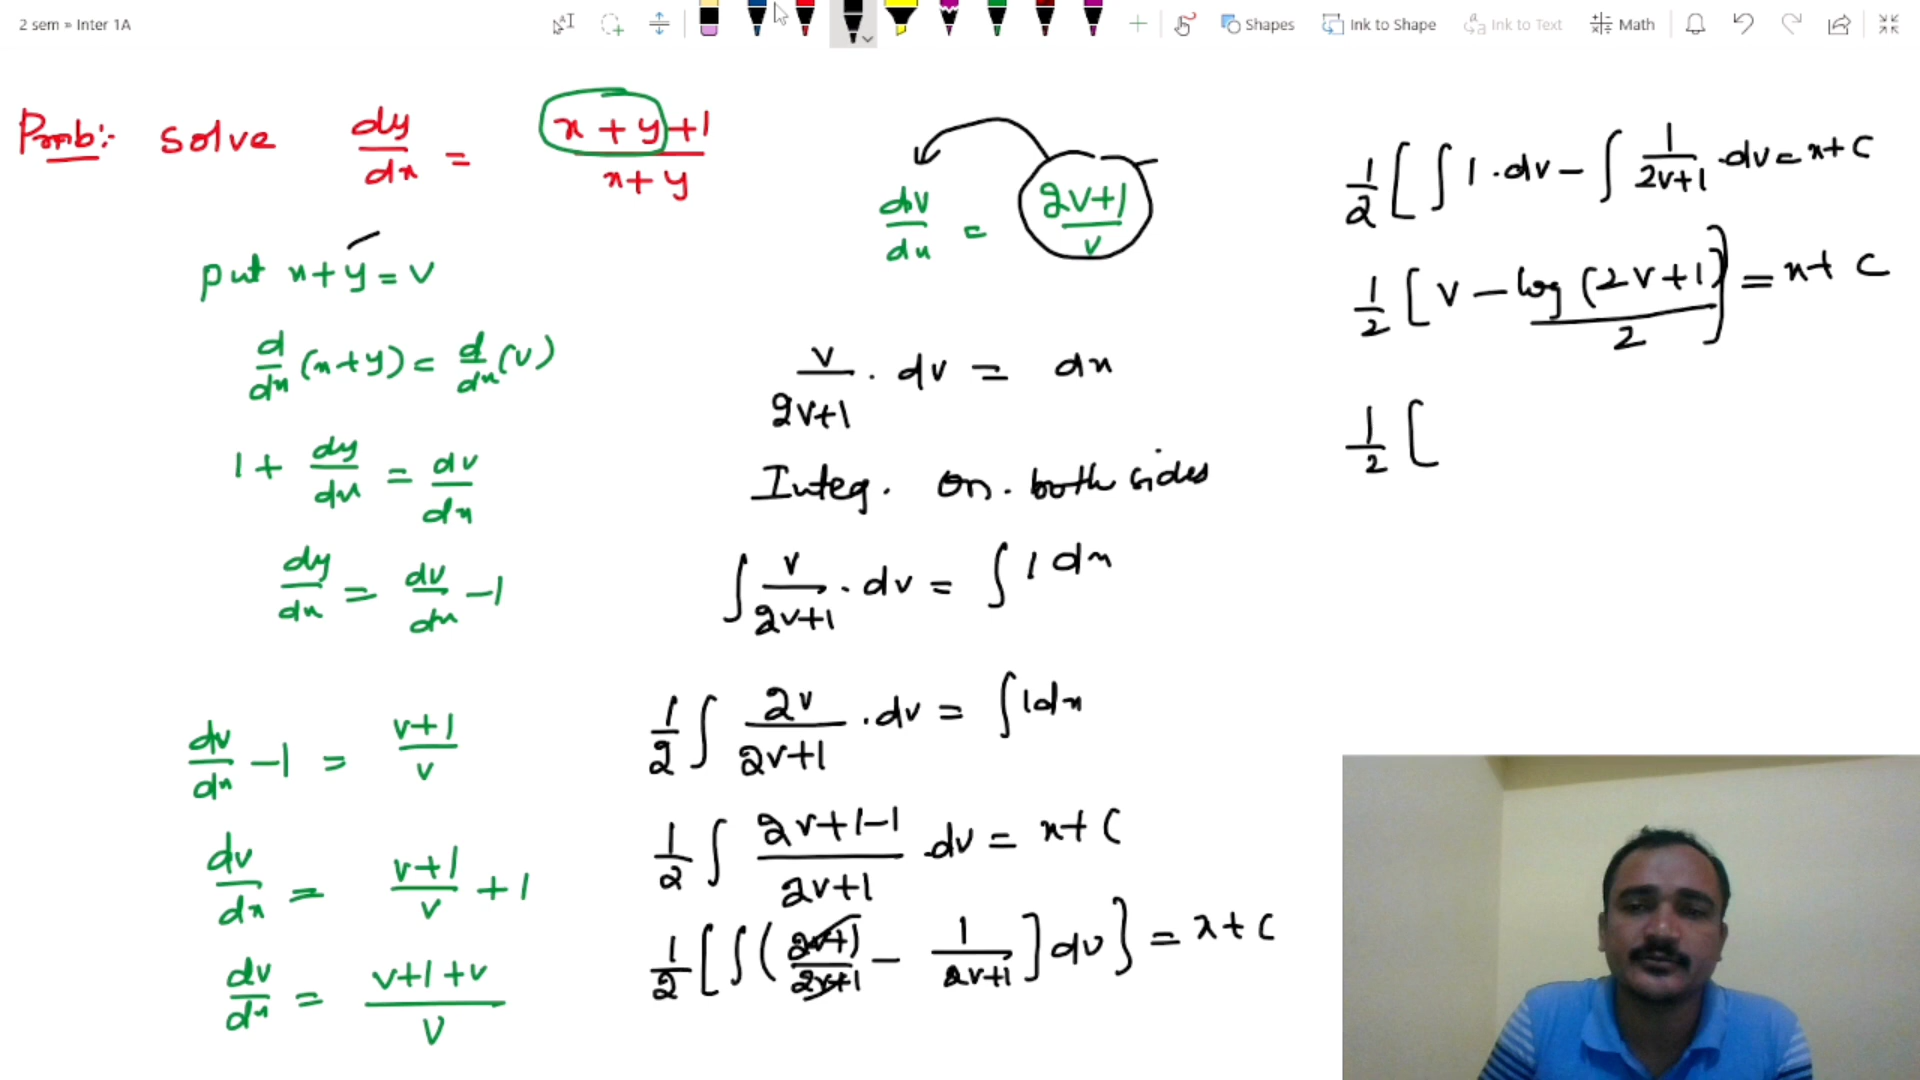 2 sem » Inter 1A
Shapes
Ink to Shape
Ink to Text
Math
Prob:- Solve dy/dx = (x+y+1)/(x+y)
put x+y=v
d/dx (x+y) = d/dx (v)
1 + dy/dx = dv/dx
dy/dx = dv/dx - 1
dv/dx - 1 = (v+1)/v
dv/dx = (v+1)/v + 1
dv/dx = (v+1+v)/v
dv/dx = (2v+1)/v
v/(2v+1) . dv = dx
Integ. on. both sides
∫ v/(2v+1) . dv = ∫ 1 dx
1/2 ∫ 2v/(2v+1) . dv = ∫ 1dx
1/2 ∫ (2v+1-1)/(2v+1) .dv = x+C
1/2 [∫ ( (2v+1)/(2v+1) - 1/(2v+1) ] dv } = x+C
1/2 [ ∫ 1.dv - ∫ 1/(2v+1) .dv = x+C
1/2 [ v - log (2v+1)/2 ] = x+C
1/2 [